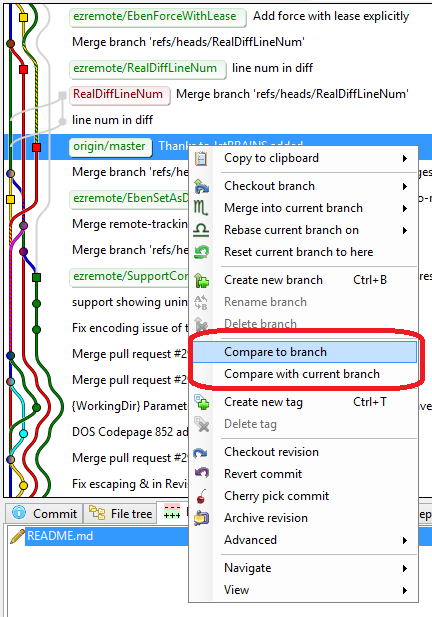 ezremote/EbenForceWithLease Add force with lease explicitly
Merge branch 'refs/heads/RealDiffLineNum'
ezremote/RealDiffLineNum line num in diff
RealDiffLineNum Merge branch 'refs/heads/RealDiffLineNum'
line num in diff
origin/master Thanks to JetBRAINS added
Copy to clipboard
Merge branch 'refs/hea
Checkout branch
ezremote/EbenSetAsD
Merge into current branch
Merge remote-trackin
Rebase current branch on
Merge branch 'refs/he
Reset current branch to here
ezremote/SupportCon
Create new branch Ctrl+B
support showing unin
Rename branch
Fix encoding issue of t
Delete branch
Merge pull request #2
Compare to branch
Merge pull request #2
Compare with current branch
{WorkingDir} Paramet
Create new tag Ctrl+T
DOS Codepage 852 ad
Delete tag
Merge pull request #2
Checkout revision
Fix escaping & in Revi
Revert commit
Cherry pick commit
Commit File tree
Archive revision
README.md
Advanced
Navigate
View